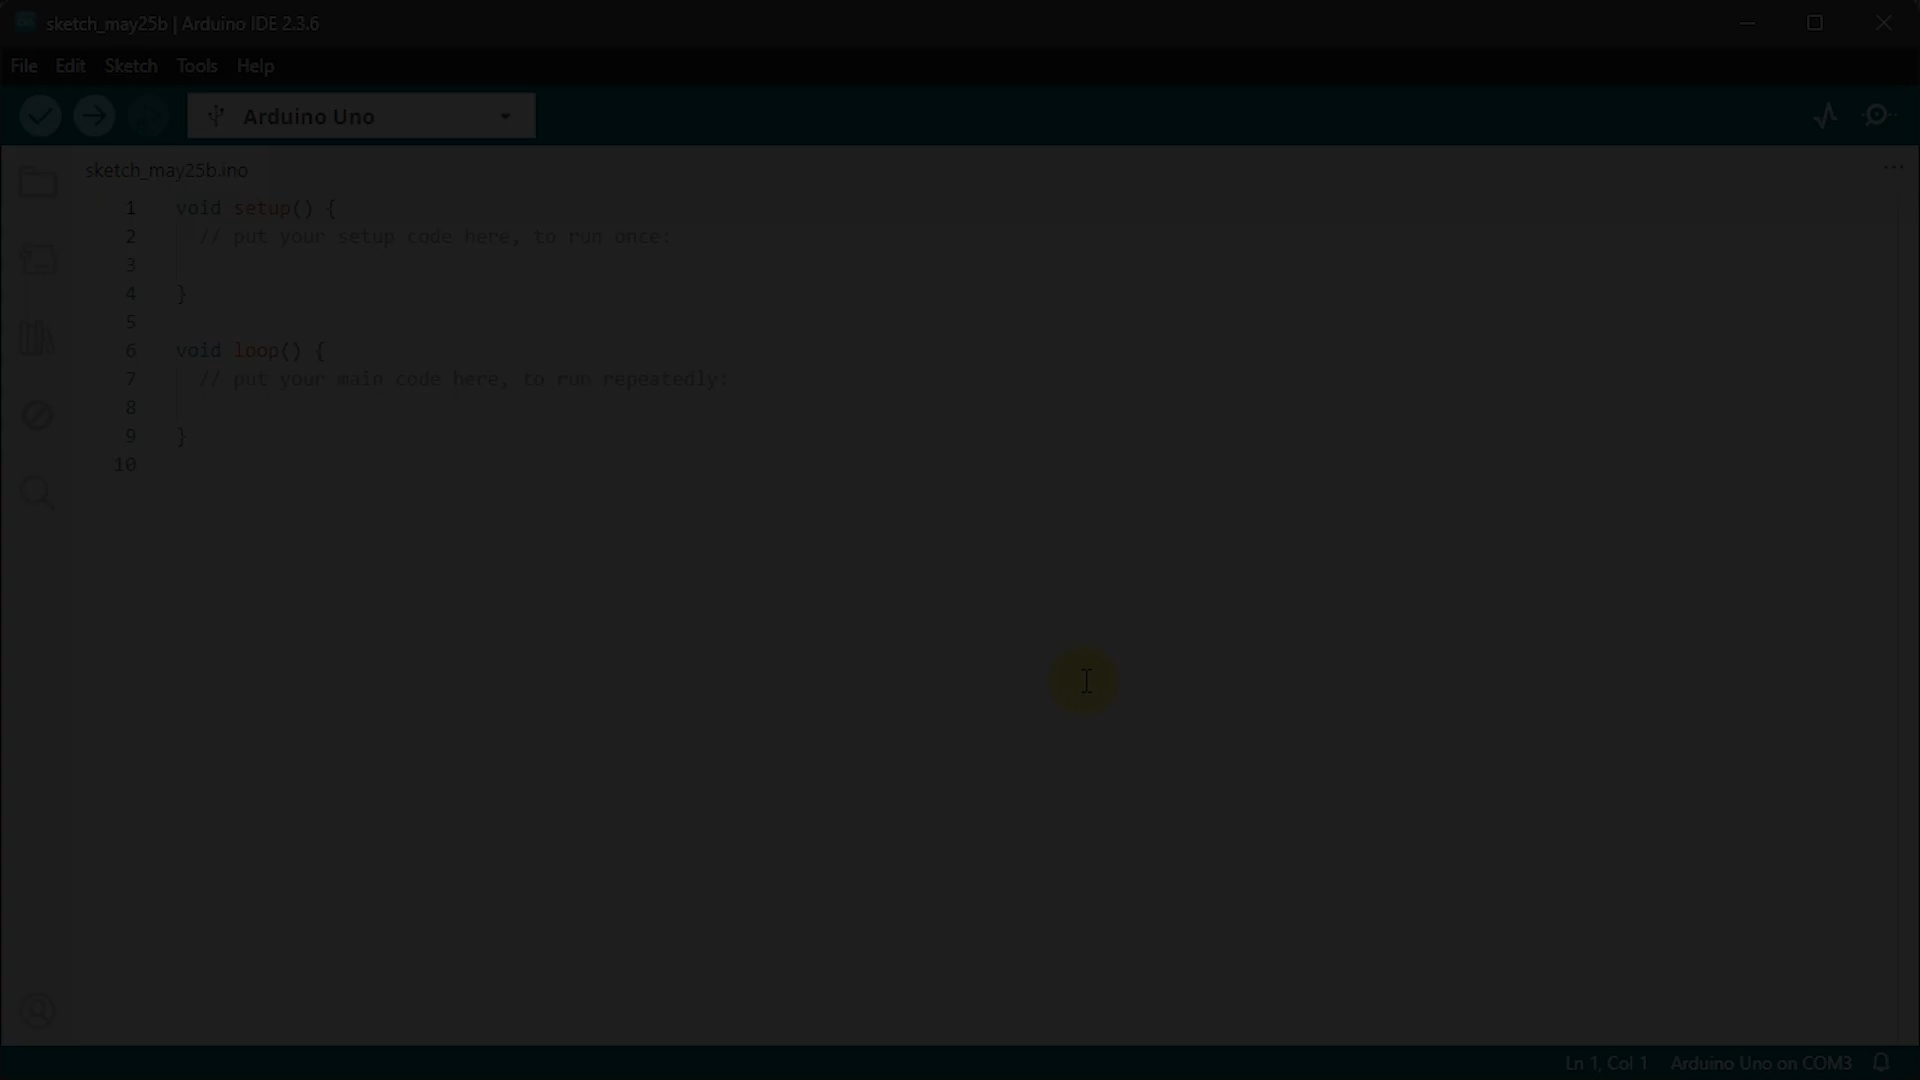 sketch_may25b | Arduino IDE 2.3.6
File Edit Sketch Tools Help
Arduino Uno
sketch_may25b.ino
1 void setup() {
2 // put your setup code here, to run once:
3
4 }
5
6 void loop() {
7 // put your main code here, to run repeatedly:
8
9 }
10
Ln 1, Col 1 Arduino Uno on COM3